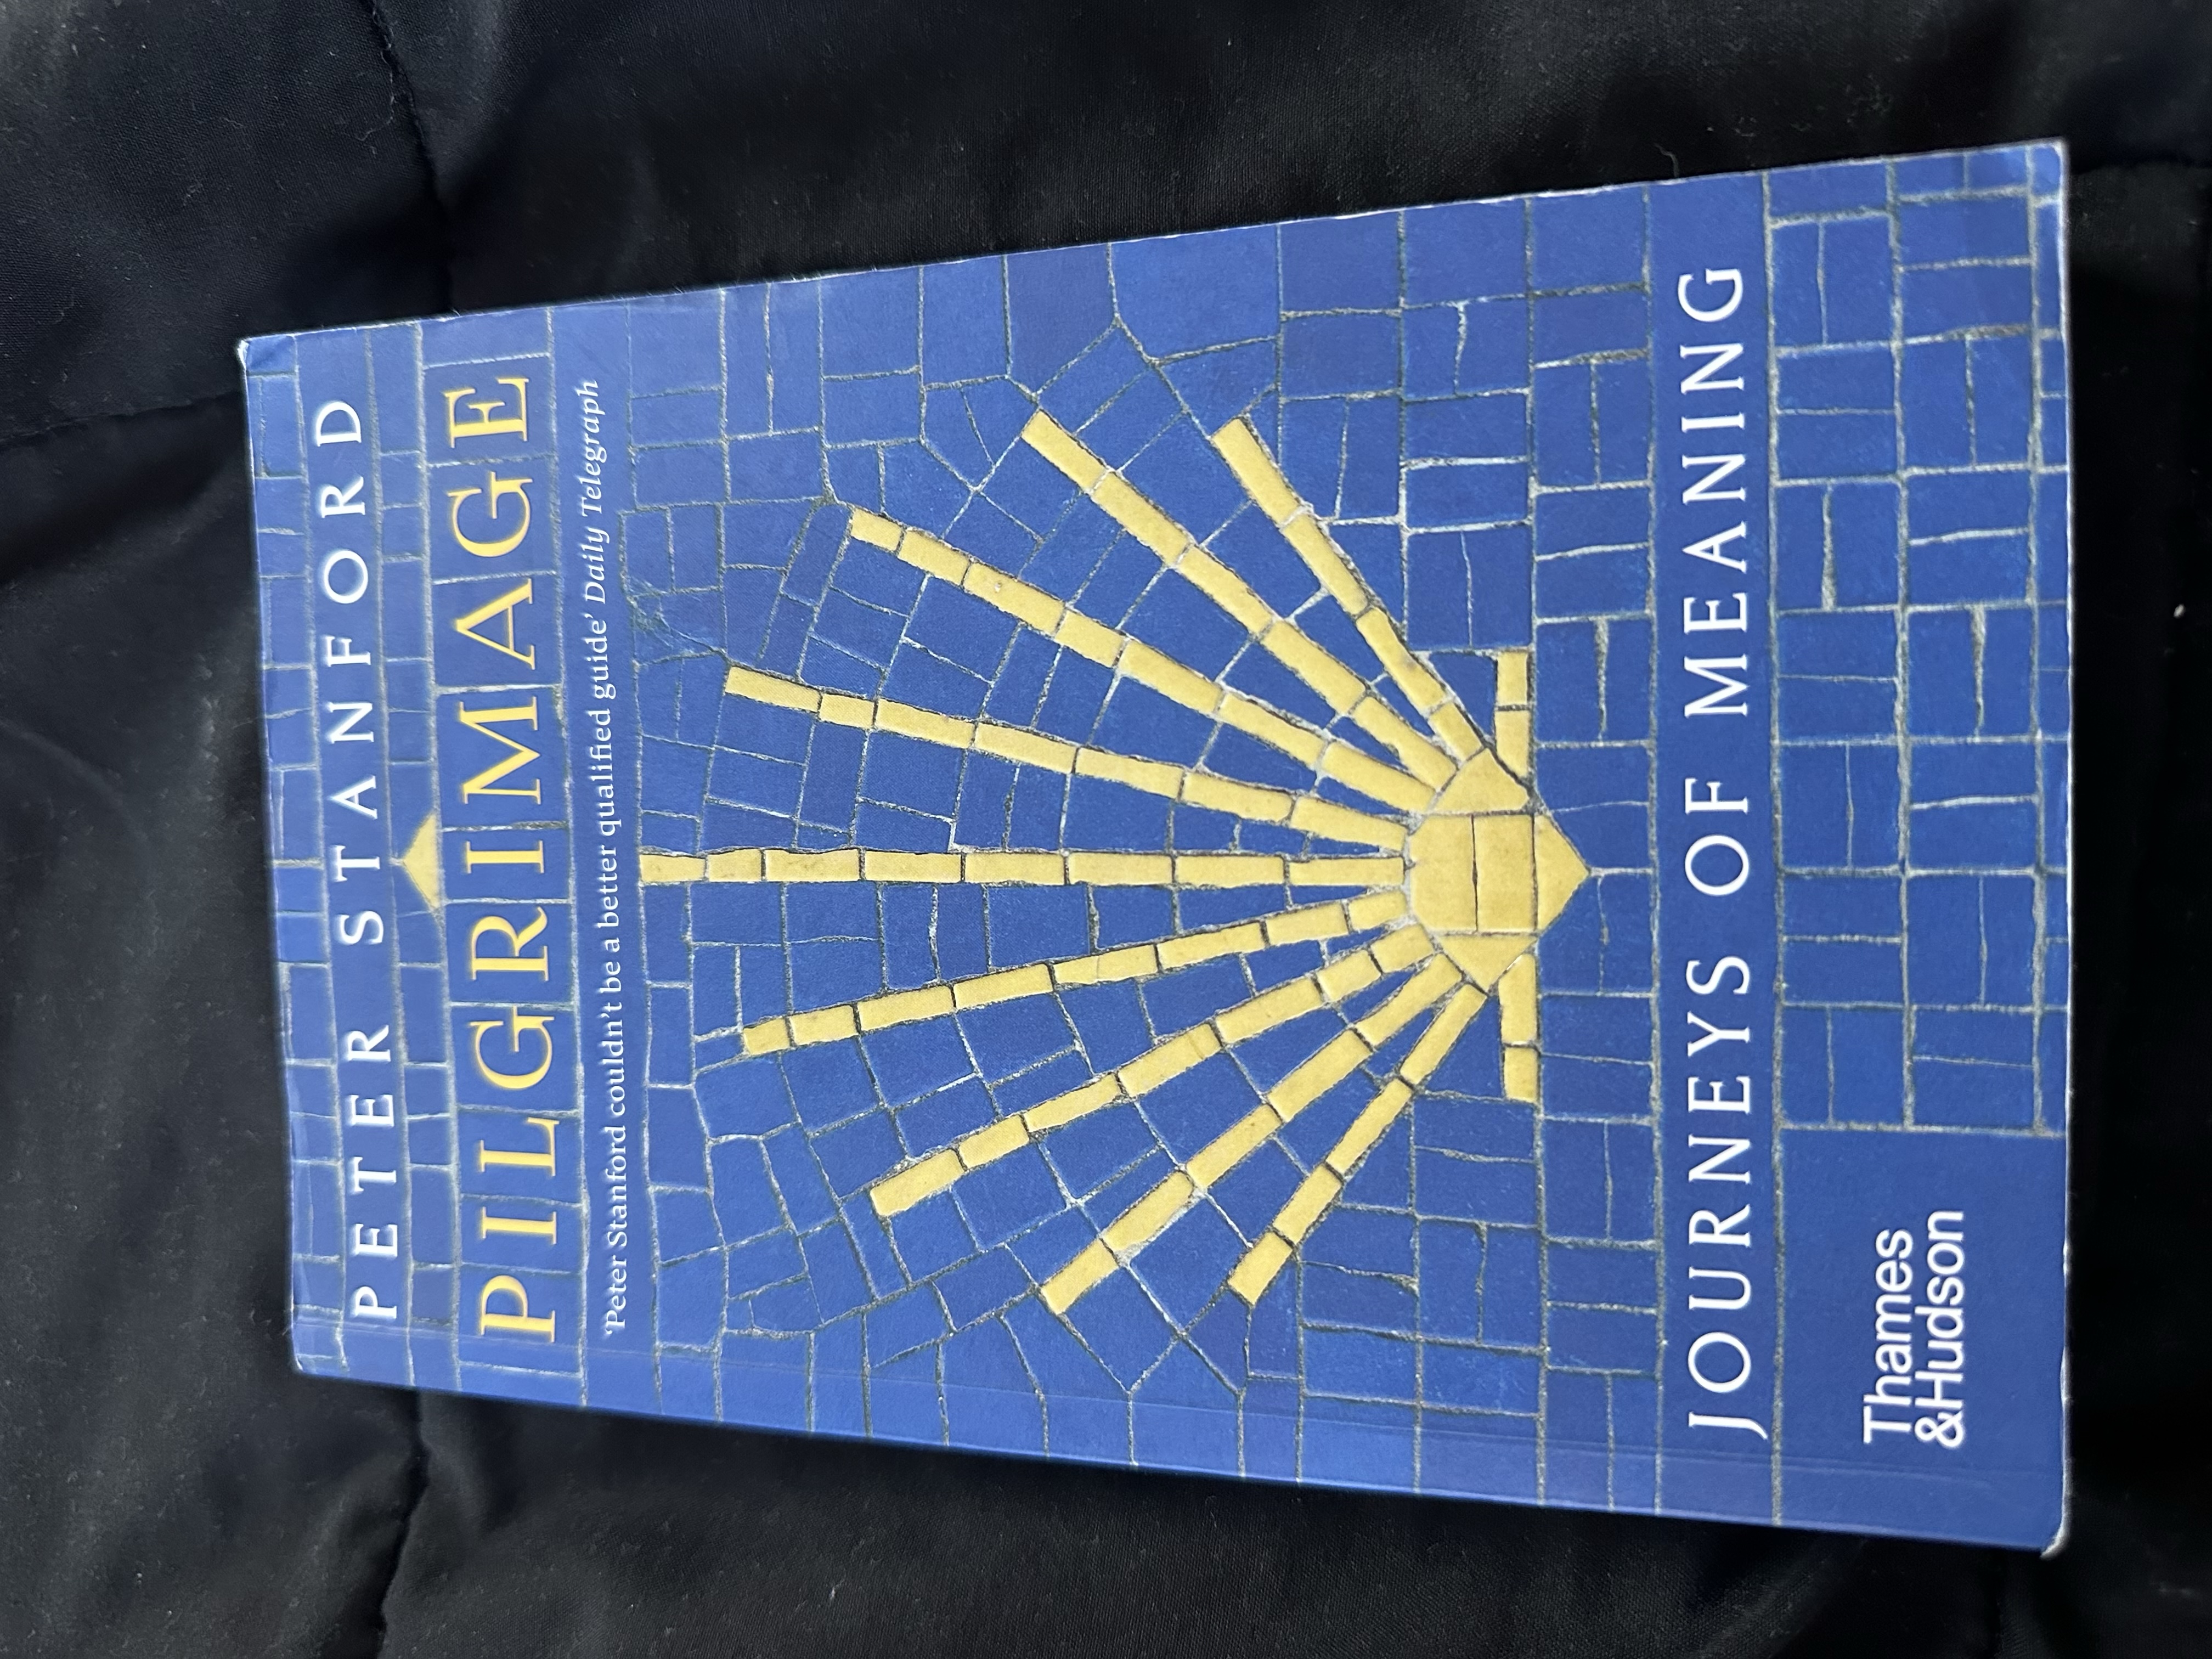 PETER STANFORD
PILGRIMAGE
‘Peter Stanford couldn’t be a better qualified guide’ Daily Telegraph
JOURNEYS OF MEANING
Thames
&Hudson